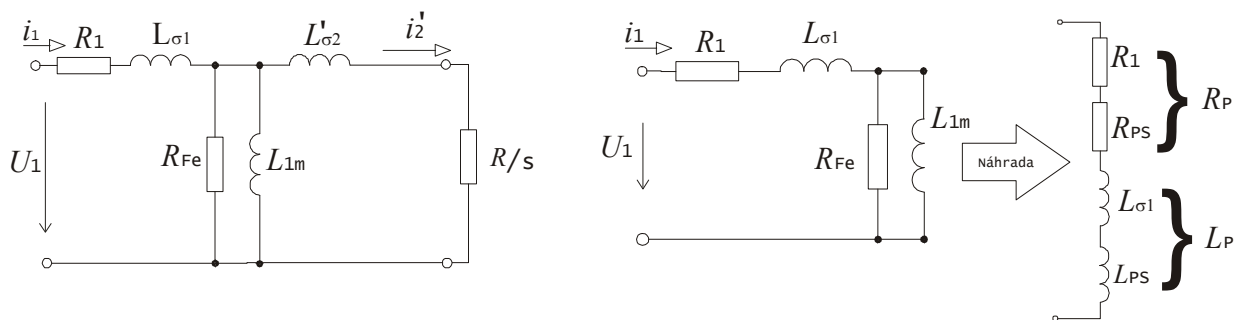 i1
R1
Lσ1
L'σ2
i2'
U1
RFe
L1m
R/s
i1
R1
Lσ1
U1
RFe
L1m
Náhrada
R1
RPS
RP
Lσ1
LPS
LP